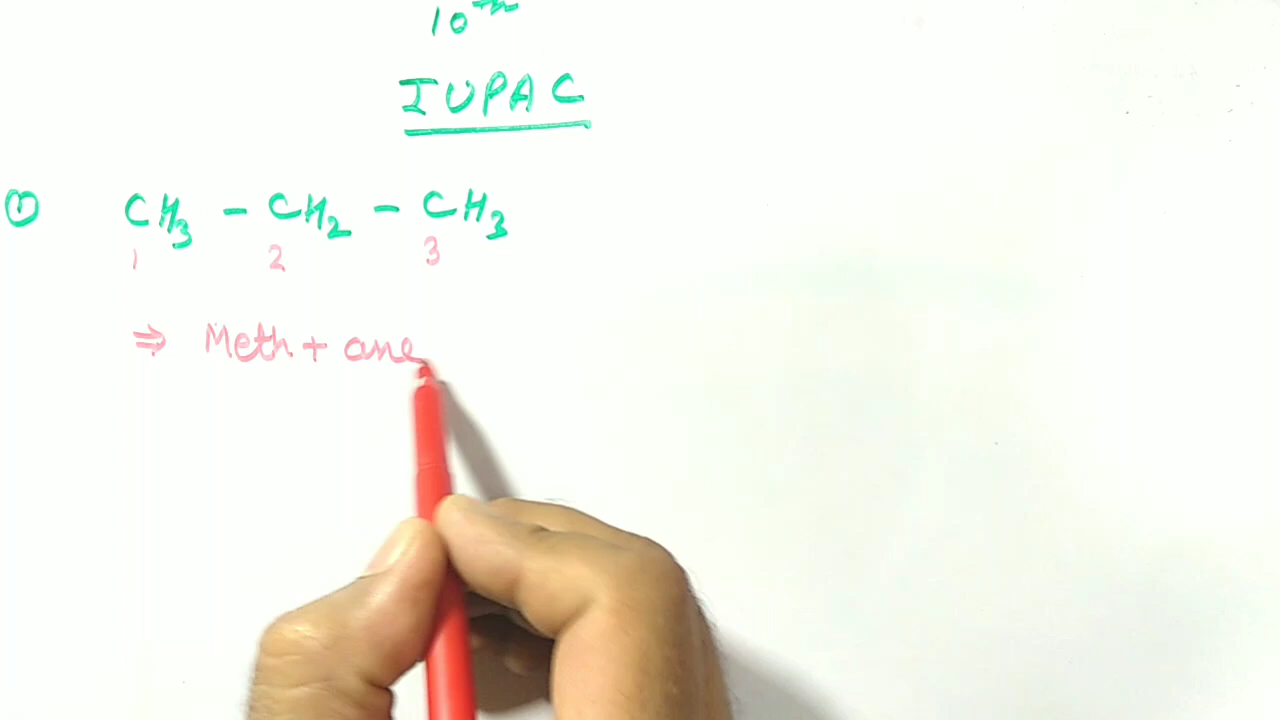 10th
IUPAC
① CH₃ - CH₂ - CH₃
1 2 3
⇒ Meth + ane